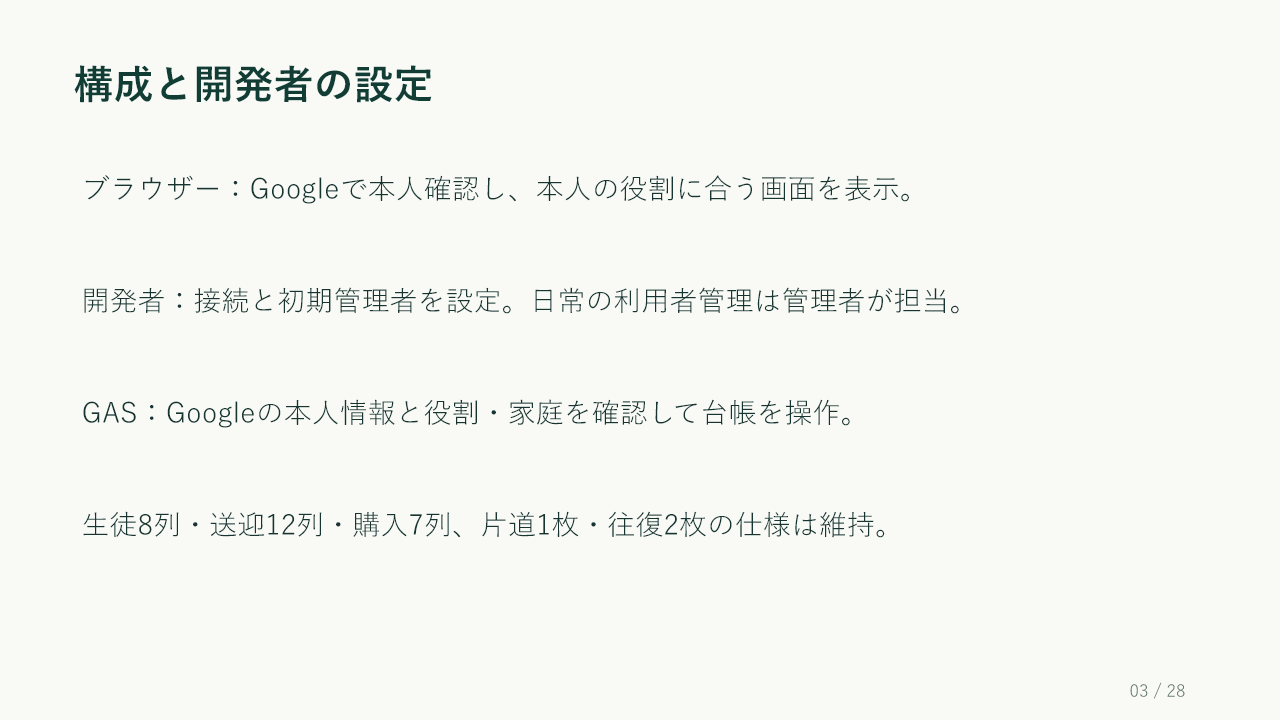 構成と開発者の設定
ブラウザー：Googleで本人確認し、本人の役割に合う画面を表示。
開発者：接続と初期管理者を設定。日常の利用者管理は管理者が担当。
GAS：Googleの本人情報と役割・家庭を確認して台帳を操作。
生徒8列・送迎12列・購入7列、片道1枚・往復2枚の仕様は維持。
03 / 28